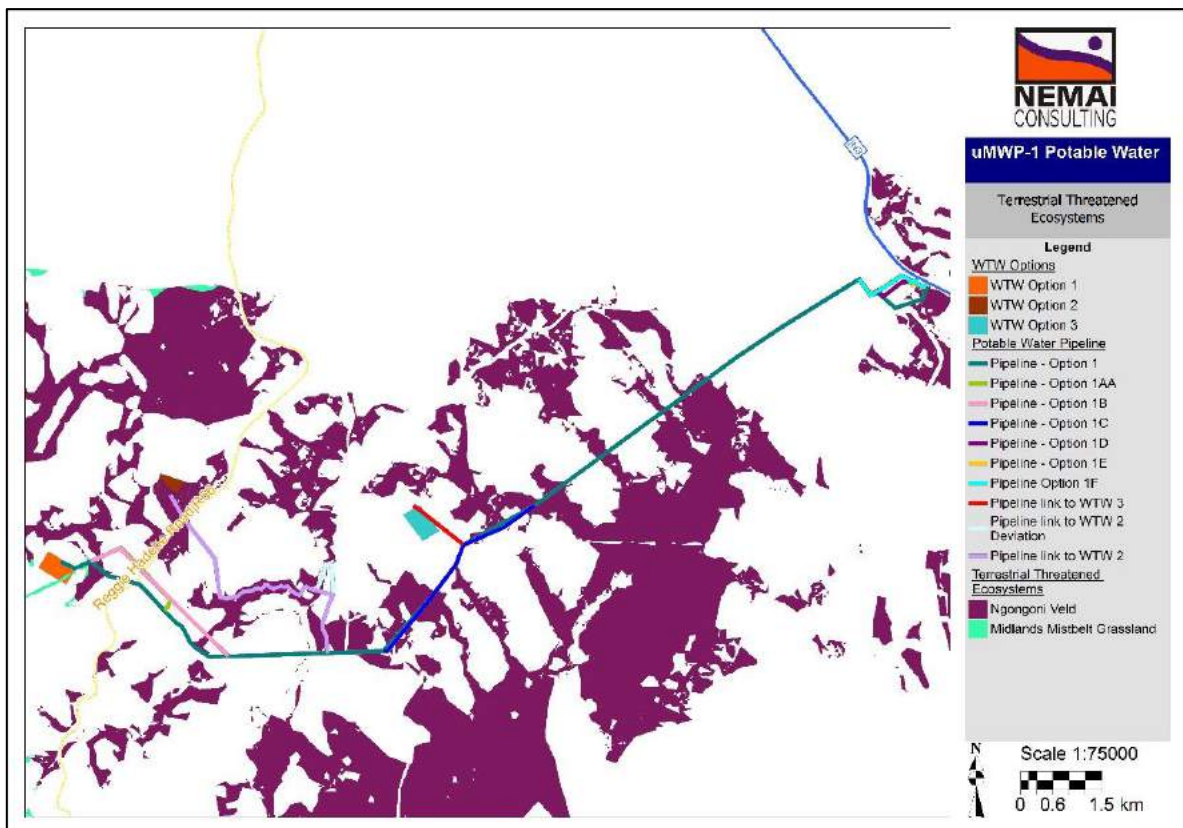 NEMAI
CONSULTING
uMWP-1 Potable Water
Terrestrial Threatened
Ecosystems
Legend
WTW Options
WTW Option 1
WTW Option 2
WTW Option 3
Potable Water Pipeline
Pipeline - Option 1
Pipeline - Option 1AA
Pipeline - Option 1B
Pipeline - Option 1C
Pipeline - Option 1D
Pipeline - Option 1E
Pipeline Option 1F
Pipeline link to WTW 3
Pipeline link to WTW 2
Deviation
Pipeline link to WTW 2
Terrestrial Threatened
Ecosystems
Ngongoni Veld
Midlands Mistbelt Grassland
N
Scale 1:75000
0 0.6 1.5 km
N3